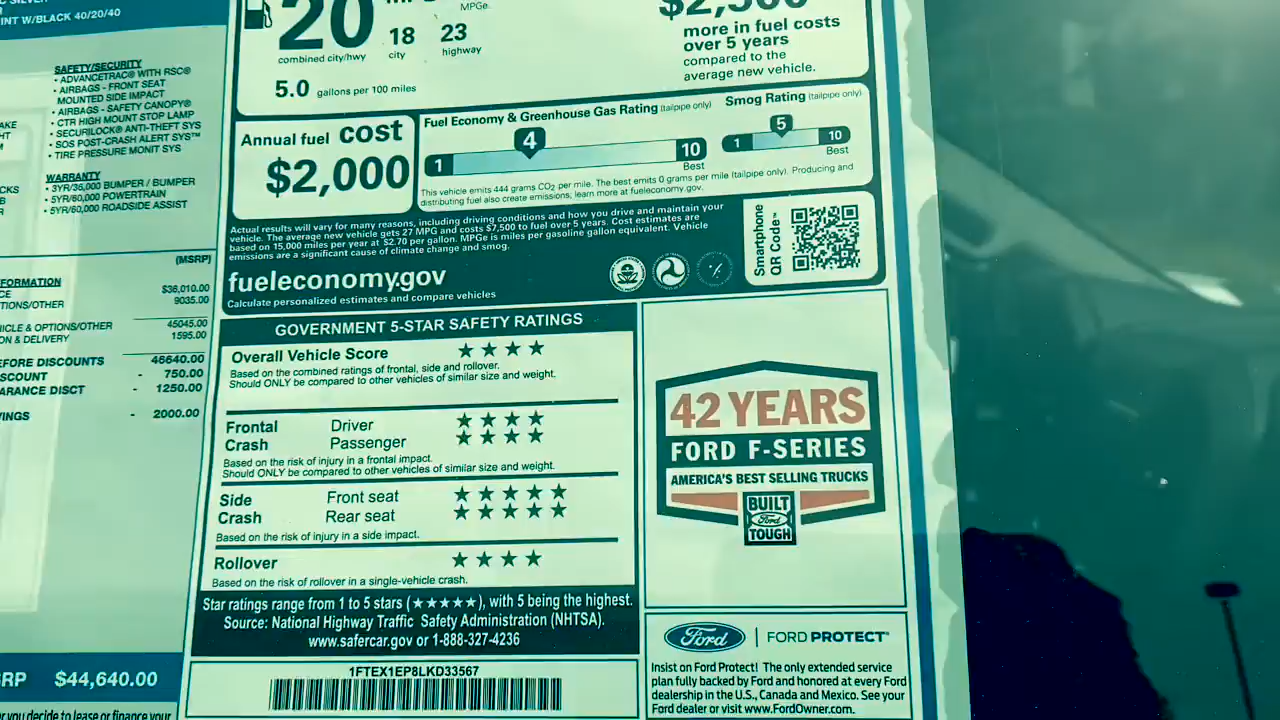 INT W/BLACK 40/20/40
SAFETY/SECURITY
• ADVANCETRAC® WITH RSC®
• AIRBAGS - FRONT SEAT
MOUNTED SIDE IMPACT
• AIRBAGS - SAFETY CANOPY®
• CTR HIGH MOUNT STOP LAMP
• SECURILOCK® ANTI-THEFT SYS
• SOS POST-CRASH ALERT SYS™
• TIRE PRESSURE MONIT SYS
WARRANTY
• 3YR/36,000 BUMPER / BUMPER
• 5YR/60,000 POWERTRAIN
• 5YR/60,000 ROADSIDE ASSIST
(MSRP)
$36,010.00
9035.00
45045.00
1595.00
46640.00
- 750.00
- 1250.00
- 2000.00
ICLE & OPTIONS/OTHER
& DELIVERY
DISCOUNTS
DISCT
$44,640.00
20
MPGe
combined city/hwy
18
city
23
highway
5.0 gallons per 100 miles
$2,500
more in fuel costs
over 5 years
compared to the
average new vehicle.
Annual fuel cost
$2,000
Fuel Economy & Greenhouse Gas Rating (tailpipe only)
1
4
10
Best
Smog Rating (tailpipe only)
1
5
10
Best
This vehicle emits 444 grams CO2 per mile. The best emits 0 grams per mile (tailpipe only). Producing and
distributing fuel also create emissions; learn more at fueleconomy.gov.
Actual results will vary for many reasons, including driving conditions and how you drive and maintain your
vehicle. The average new vehicle gets 27 MPG and costs $7,500 to fuel over 5 years. Cost estimates are
based on 15,000 miles per year at $2.70 per gallon. MPGe is miles per gasoline gallon equivalent. Vehicle
emissions are a significant cause of climate change and smog.
fueleconomy.gov
Calculate personalized estimates and compare vehicles
Smartphone
QR Code™
GOVERNMENT 5-STAR SAFETY RATINGS
Overall Vehicle Score ★★★★
Based on the combined ratings of frontal, side and rollover.
Should ONLY be compared to other vehicles of similar size and weight.
Frontal Driver ★★★★
Crash Passenger ★★★★
Based on the risk of injury in a frontal impact.
Should ONLY be compared to other vehicles of similar size and weight.
Side Front seat ★★★★★
Crash Rear seat ★★★★★
Based on the risk of injury in a side impact.
Rollover ★★★★
Based on the risk of rollover in a single-vehicle crash.
Star ratings range from 1 to 5 stars (★★★★★), with 5 being the highest.
Source: National Highway Traffic Safety Administration (NHTSA).
www.safercar.gov or 1-888-327-4236
1FTEX1EP8LKD33567
42 YEARS
FORD F-SERIES
AMERICA'S BEST SELLING TRUCKS
BUILT
Ford
TOUGH
Ford | FORD PROTECT®
Insist on Ford Protect! The only extended service
plan fully backed by Ford and honored at every Ford
dealership in the U.S., Canada and Mexico. See your
Ford dealer or visit www.FordOwner.com.
you decide to lease or finance your